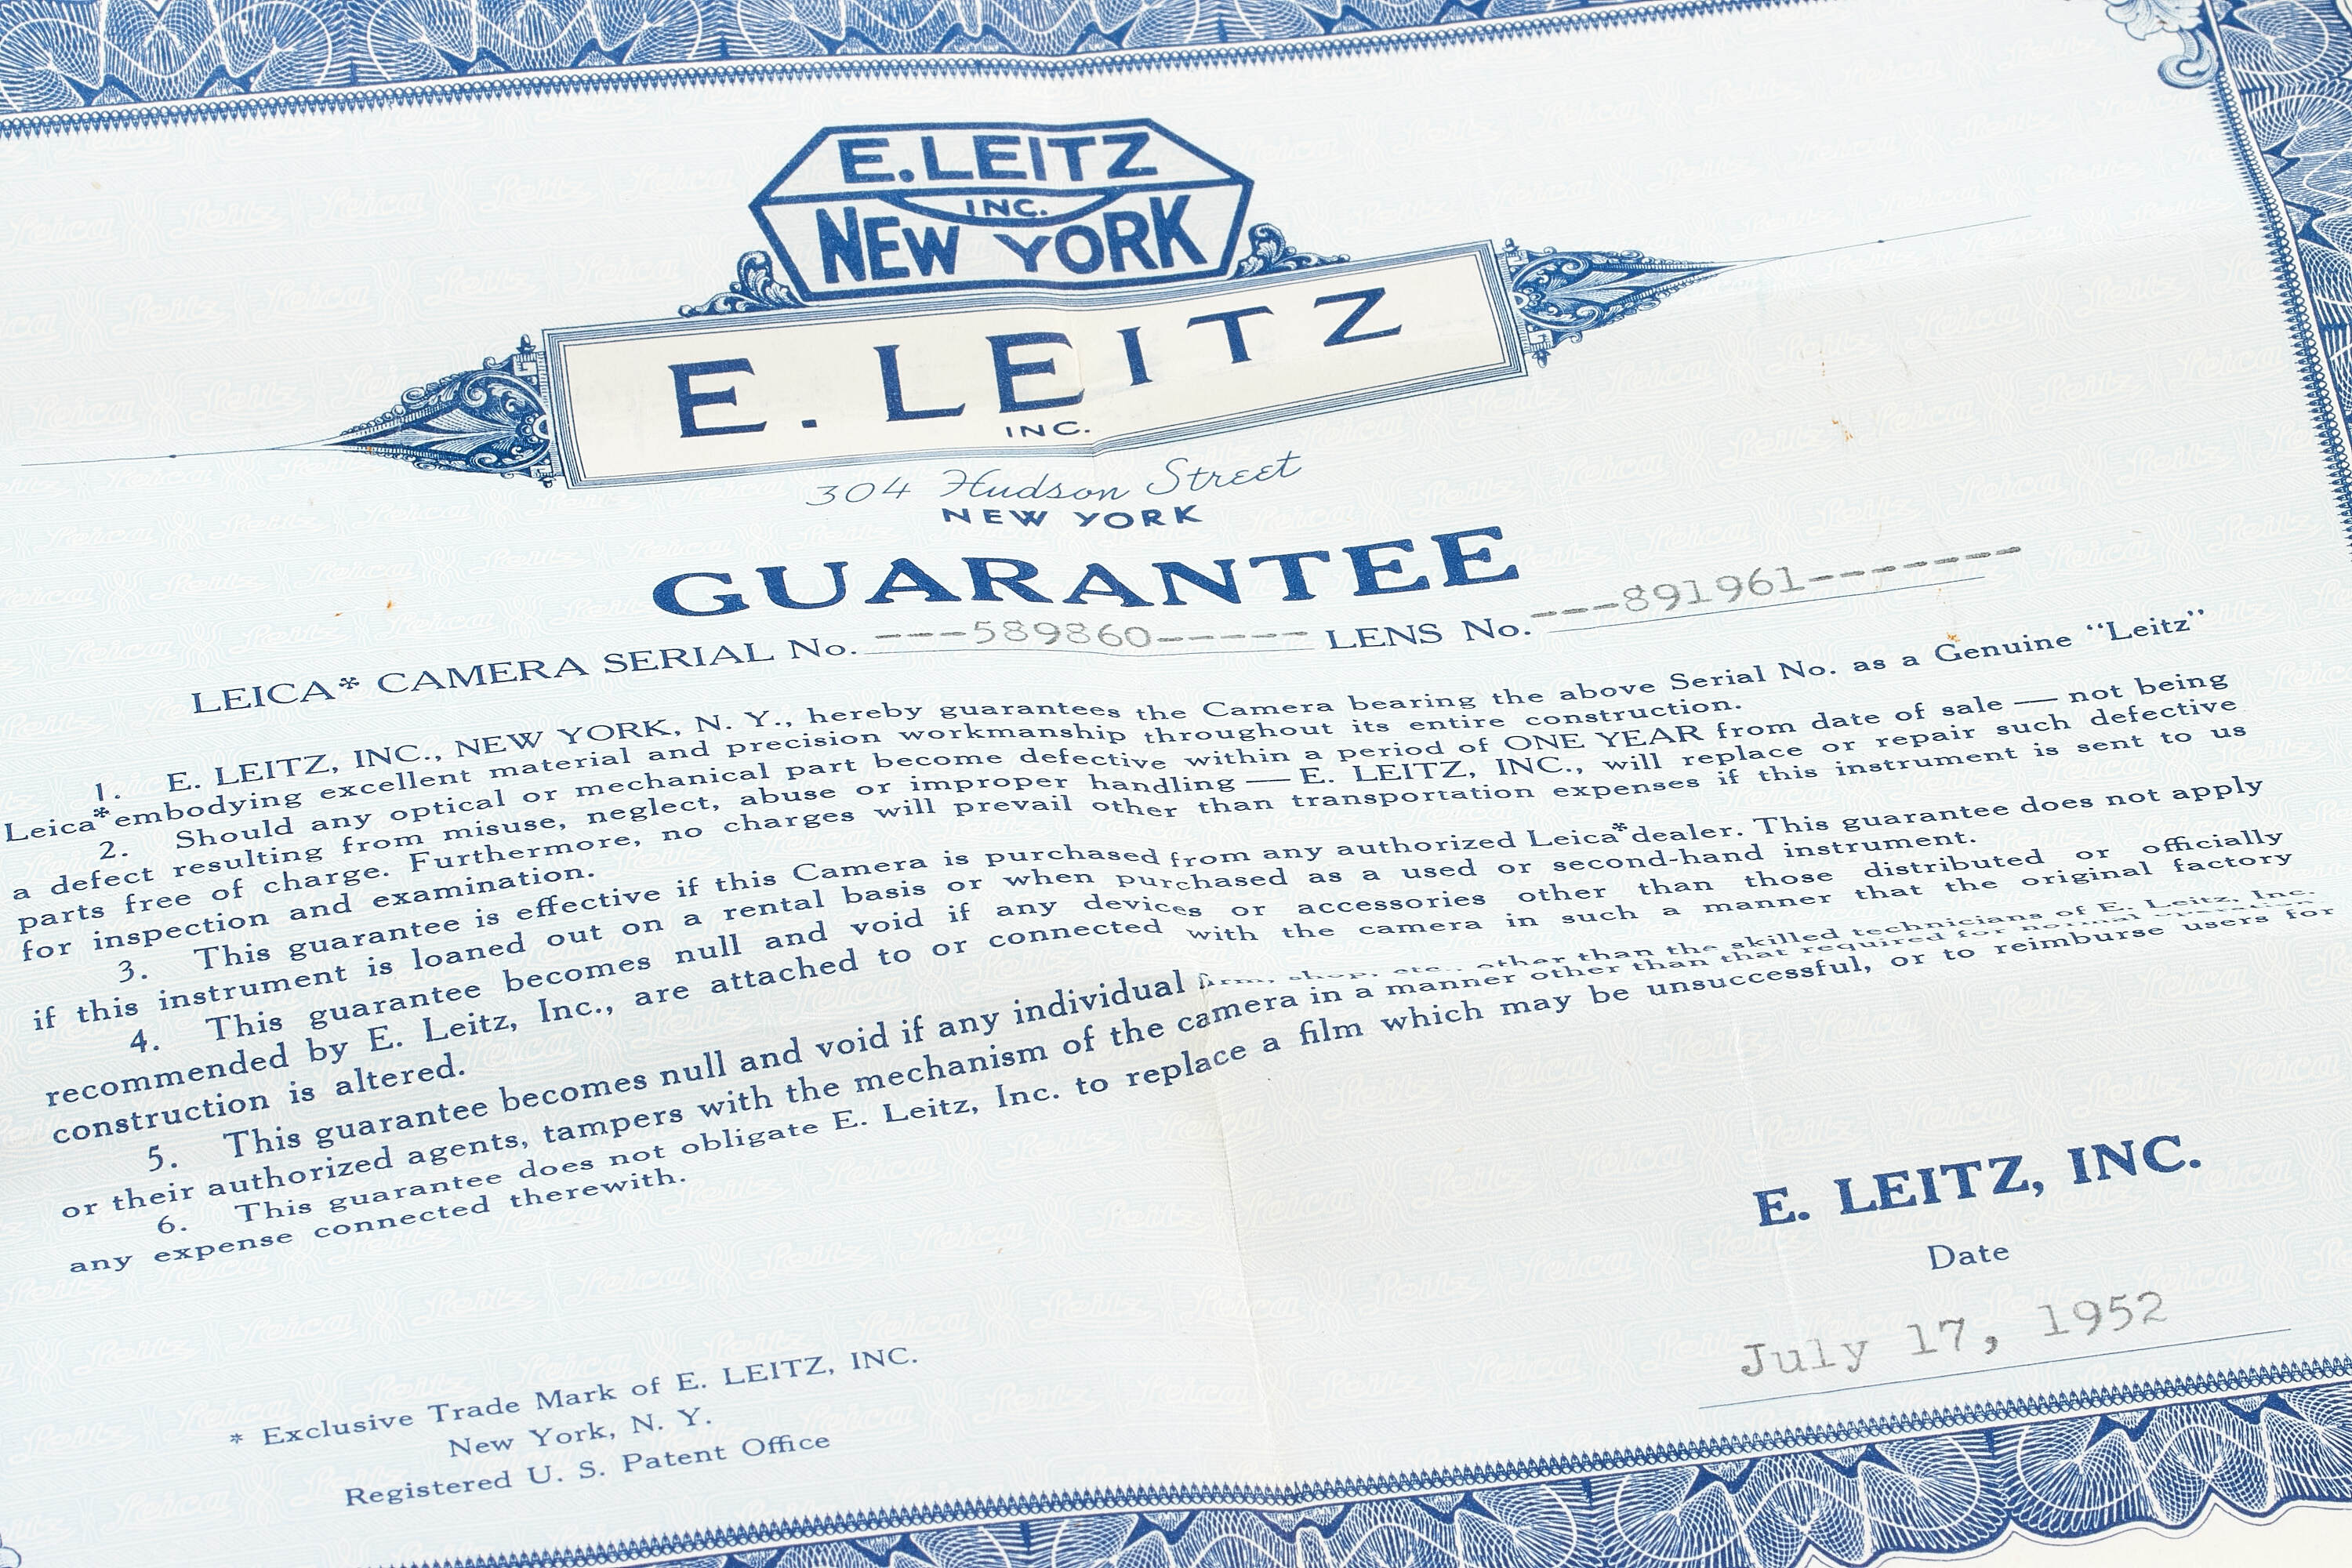 E. LEITZ
INC.
NEW YORK
E. LEITZ
INC.
304 Hudson Street
NEW YORK
GUARANTEE
LEICA* CAMERA SERIAL No. ---589860----- LENS No. ---891961-------
1. E. LEITZ, INC., NEW YORK, N. Y., hereby guarantees the Camera bearing the above Serial No. as a Genuine “Leitz”
Leica* embodying excellent material and precision workmanship throughout its entire construction.
2. Should any optical or mechanical part become defective within a period of ONE YEAR from date of sale — not being
a defect resulting from misuse, neglect, abuse or improper handling — E. LEITZ, INC., will replace or repair such defective
parts free of charge. Furthermore, no charges will prevail other than transportation expenses if this instrument is sent to us
for inspection and examination.
3. This guarantee is effective if this Camera is purchased from any authorized Leica* dealer. This guarantee does not apply
if this instrument is loaned out on a rental basis or when purchased as a used or second-hand instrument.
4. This guarantee becomes null and void if any devices or accessories other than those distributed or officially
recommended by E. Leitz, Inc., are attached to or connected with the camera in such a manner that the original factory
construction is altered.
5. This guarantee becomes null and void if any individual firm, shop, etc., other than the skilled technicians of E. Leitz, Inc.
or their authorized agents, tampers with the mechanism of the camera in a manner other than that required for normal operation.
6. This guarantee does not obligate E. Leitz, Inc. to replace a film which may be unsuccessful, or to reimburse users for
any expense connected therewith.
E. LEITZ, INC.
Date
July 17, 1952
* Exclusive Trade Mark of E. LEITZ, INC.
New York, N. Y.
Registered U. S. Patent Office